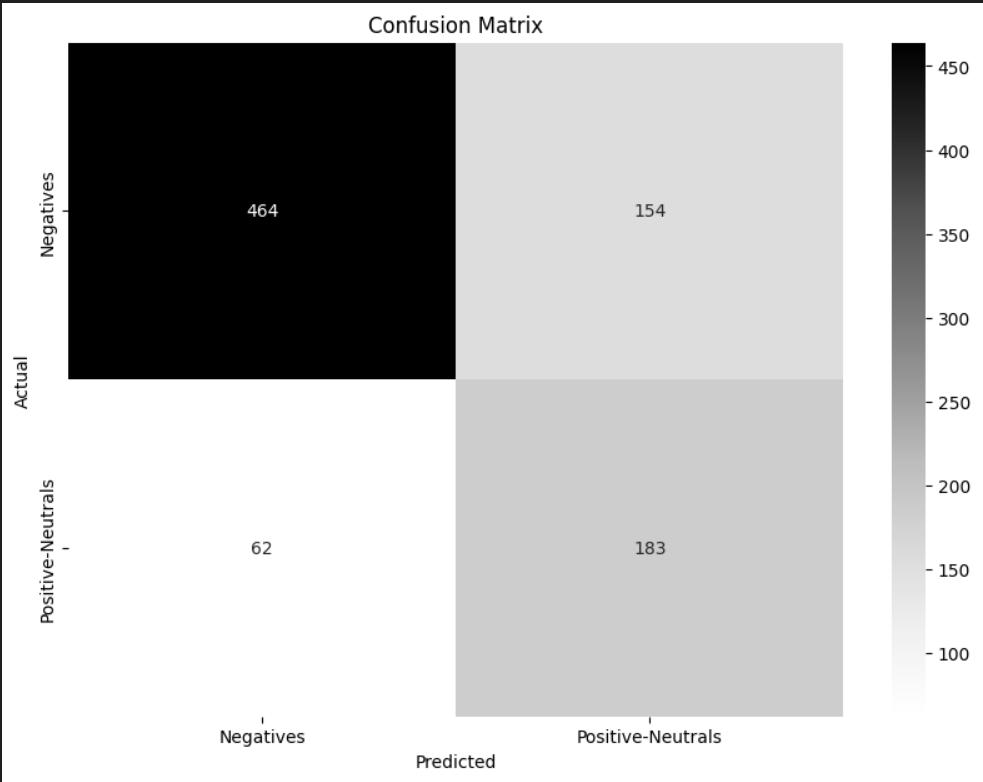 Confusion Matrix
Actual
Negatives
Positive-Neutrals
464
154
62
183
Negatives
Positive-Neutrals
Predicted
450
400
350
300
250
200
150
100